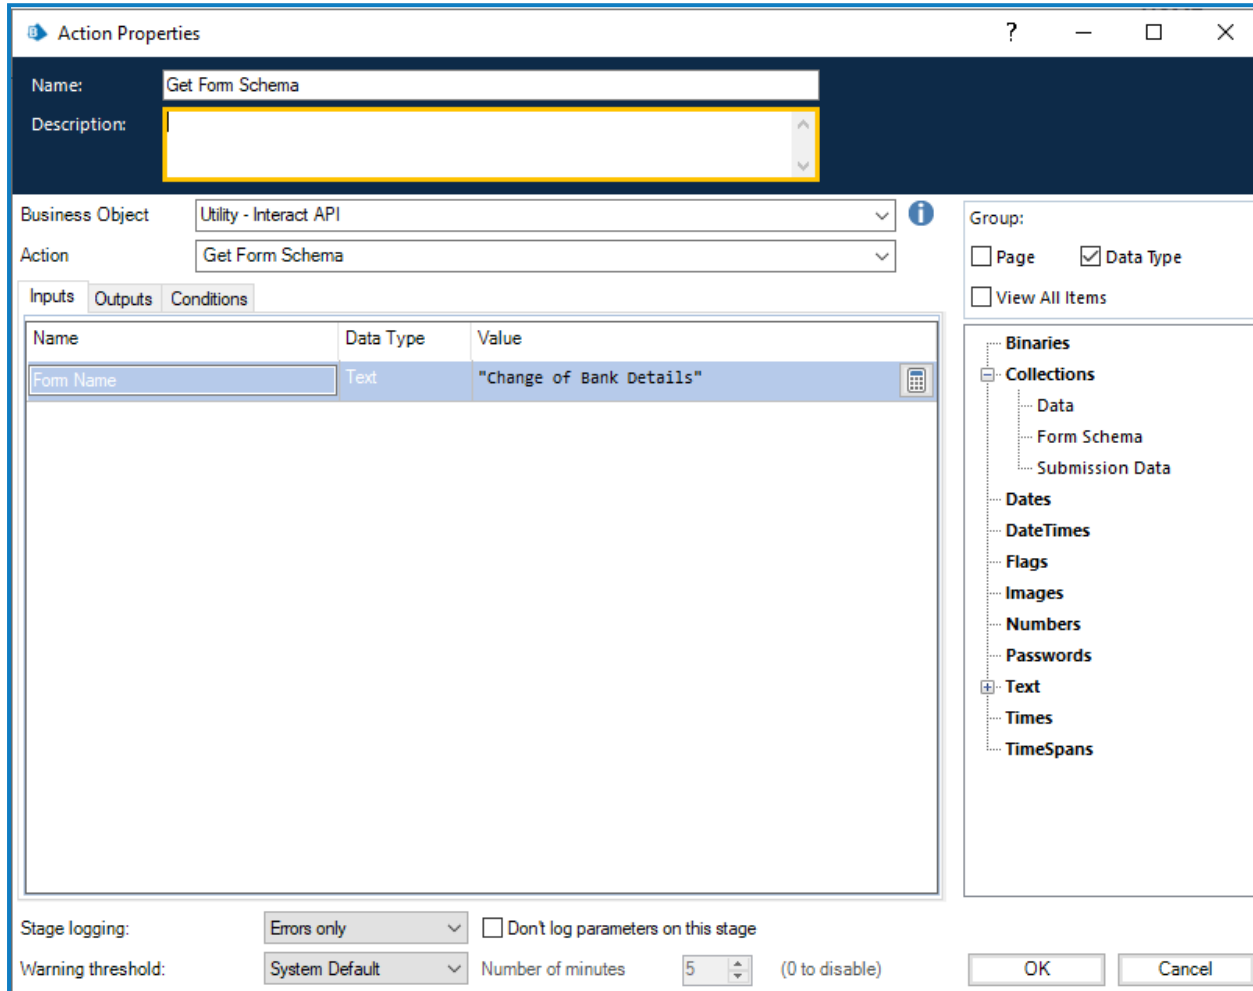 Action Properties
?
Name: Get Form Schema
Description:
Business Object Utility - Interact API
Action Get Form Schema
Inputs Outputs Conditions
Name Data Type Value
Form Name Text "Change of Bank Details"
Group:
Page Data Type
View All Items
Binaries
Collections
Data
Form Schema
Submission Data
Dates
DateTimes
Flags
Images
Numbers
Passwords
Text
Times
TimeSpans
Stage logging: Errors only Don't log parameters on this stage
Warning threshold: System Default Number of minutes 5 (0 to disable)
OK Cancel